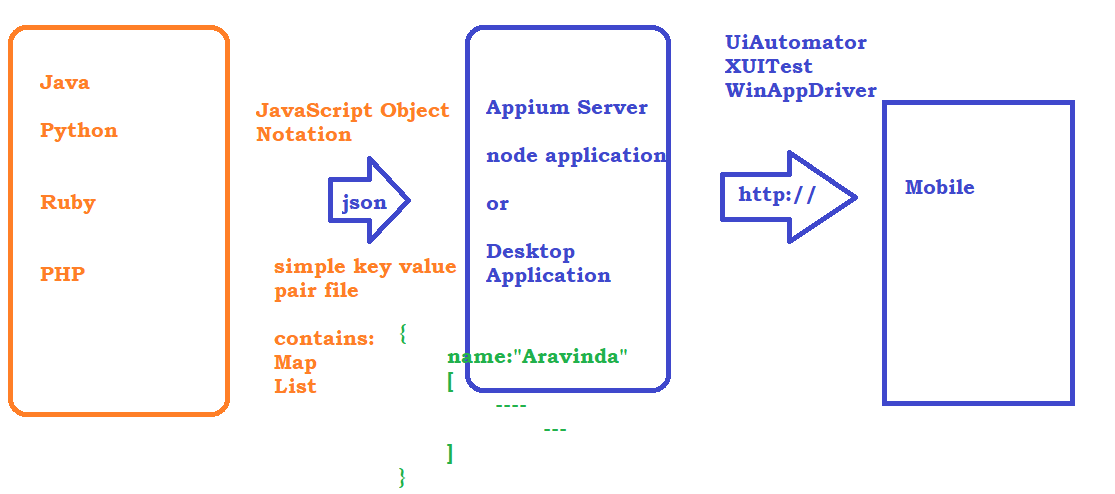 Java
Python
Ruby
PHP
JavaScript Object
Notation
json
simple key value
pair file
contains:
Map
List
{
name:"Aravinda"
[
----
---
]
}
Appium Server
node application
or
Desktop
Application
UiAutomator
XUITest
WinAppDriver
http://
Mobile